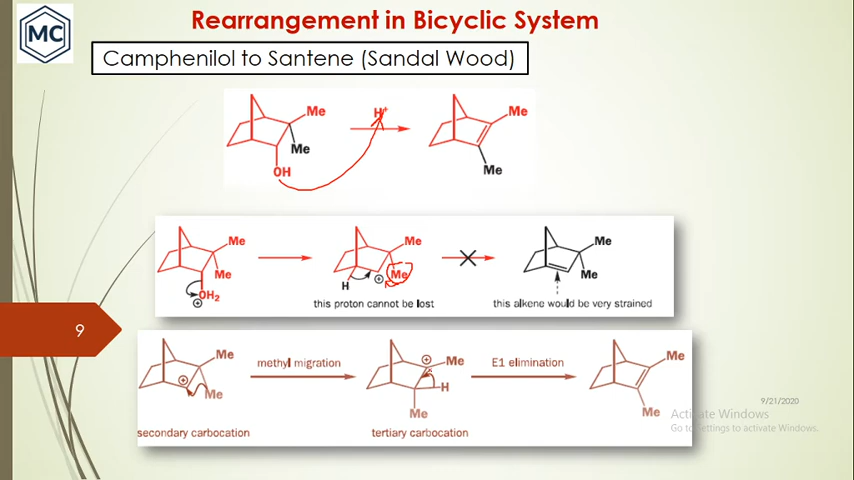 MC
Rearrangement in Bicyclic System
Camphenilol to Santene (Sandal Wood)
Me
H⁺
Me
Me
OH
Me
Me
Me
OH₂
⊕
Me
Me
⊕
H
this proton cannot be lost
Me
Me
this alkene would be very strained
9
Me
⊕
Me
secondary carbocation
methyl migration
⊕
Me
H
Me
tertiary carbocation
E1 elimination
Me
Me
9/21/2020
Activate Windows
Go to Settings to activate Windows.